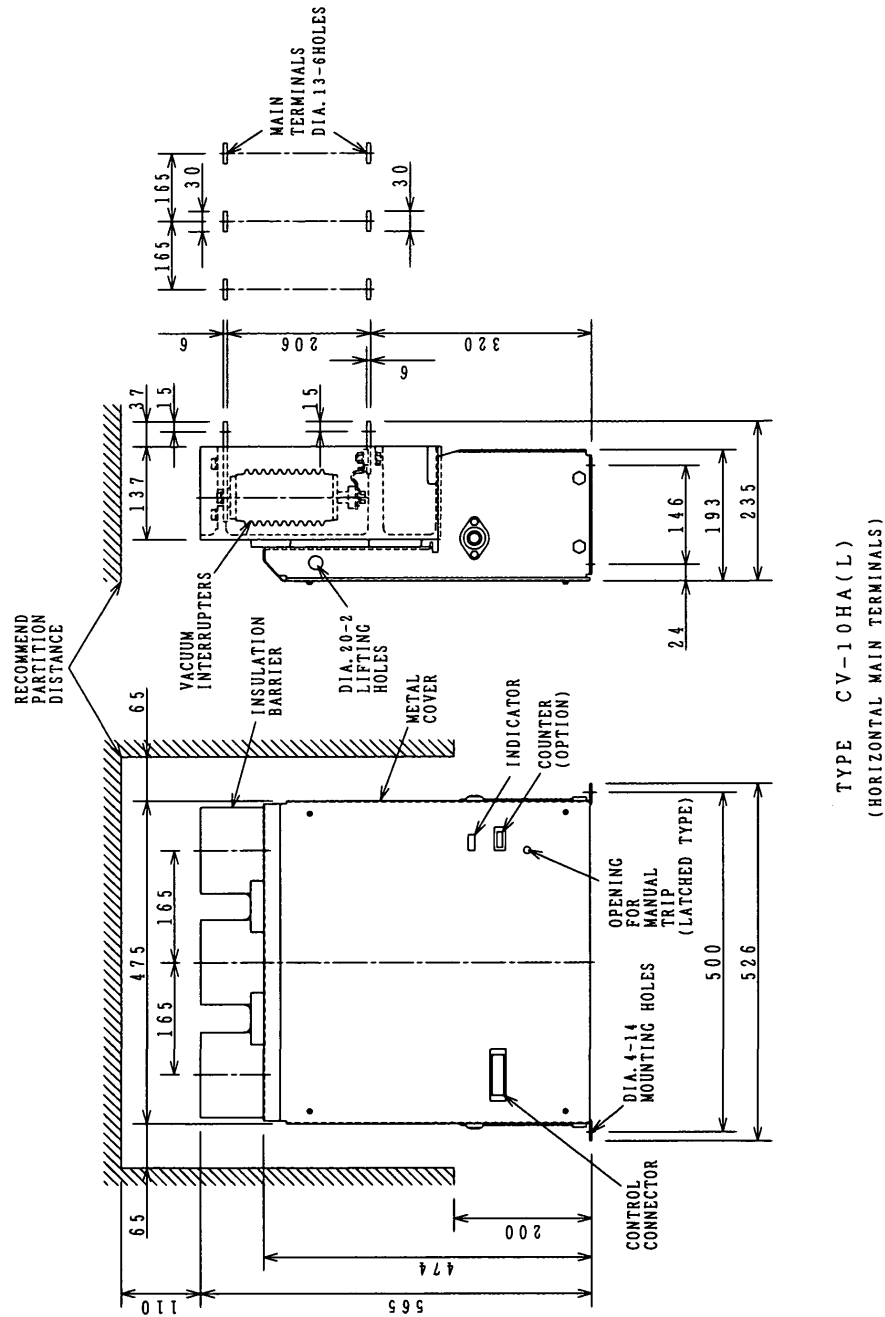 RECOMMEND
PARTITION
DISTANCE
65
475
165
165
65
110
565
474
200
INSULATION
BARRIER
METAL
COVER
INDICATOR
COUNTER
(OPTION)
OPENING
FOR
MANUAL
TRIP
(LATCHED TYPE)
DIA.4-14
MOUNTING HOLES
CONTROL
CONNECTOR
500
526
VACUUM
INTERRUPTERS
DIA.20-2
LIFTING
HOLES
137
37
15
15
6
206
6
320
24
146
193
235
165
165
30
30
MAIN
TERMINALS
DIA.13-6HOLES
TYPE CV-10HA(L)
(HORIZONTAL MAIN TERMINALS)